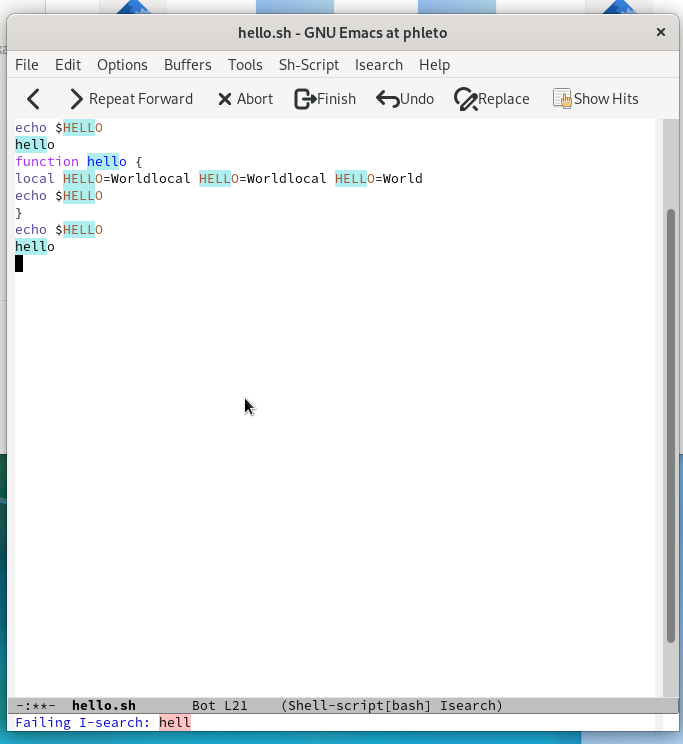 hello.sh - GNU Emacs at phleto ×
File Edit Options Buffers Tools Sh-Script Isearch Help
Repeat Forward Abort Finish Undo Replace Show Hits
echo $HELLO
hello
function hello {
local HELLO=Worldlocal HELLO=Worldlocal HELLO=World
echo $HELLO
}
echo $HELLO
hello
-:**- hello.sh Bot L21 (Shell-script[bash] Isearch)
Failing I-search: hell